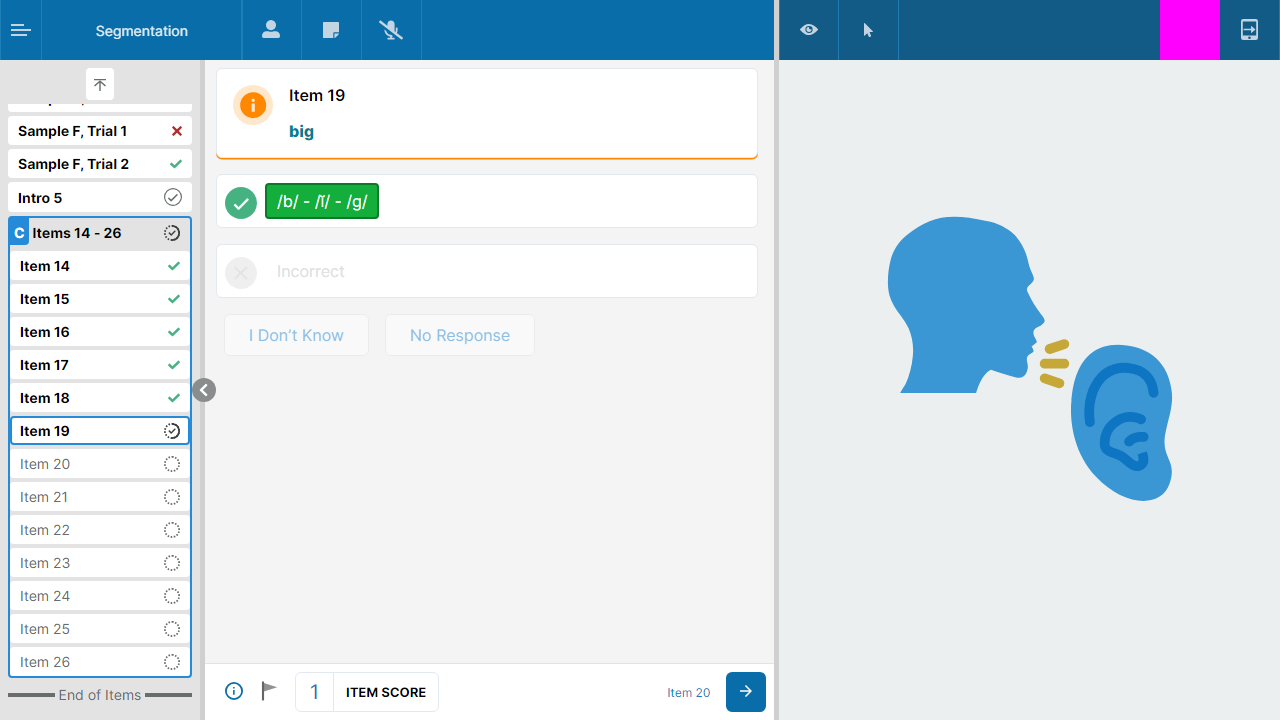 Segmentation
Sample F, Trial 1
Sample F, Trial 2
Intro 5
C Items 14 - 26
Item 14
Item 15
Item 16
Item 17
Item 18
Item 19
Item 20
Item 21
Item 22
Item 23
Item 24
Item 25
Item 26
End of Items
Item 19
big
/b/ - /ĭ/ - /g/
Incorrect
I Don't Know
No Response
1 ITEM SCORE
Item 20